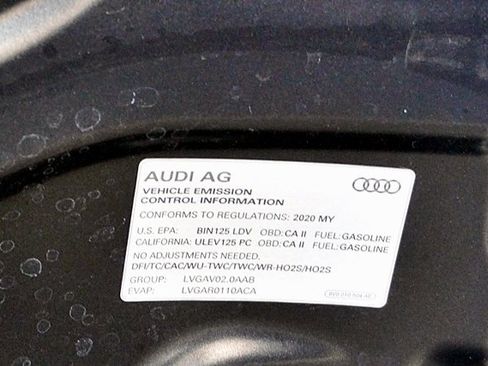 AUDI AG
VEHICLE EMISSION
CONTROL INFORMATION
CONFORMS TO REGULATIONS: 2020 MY
U.S. EPA: BIN125 LDV OBD: CA II FUEL: GASOLINE
CALIFORNIA: ULEV125 PC OBD: CA II FUEL: GASOLINE
NO ADJUSTMENTS NEEDED.
DFI/TC/CAC/WU-TWC/TWC/WR-HO2S/HO2S
GROUP: LVGAV02.0AAB
EVAP: LVGAR0110ACA